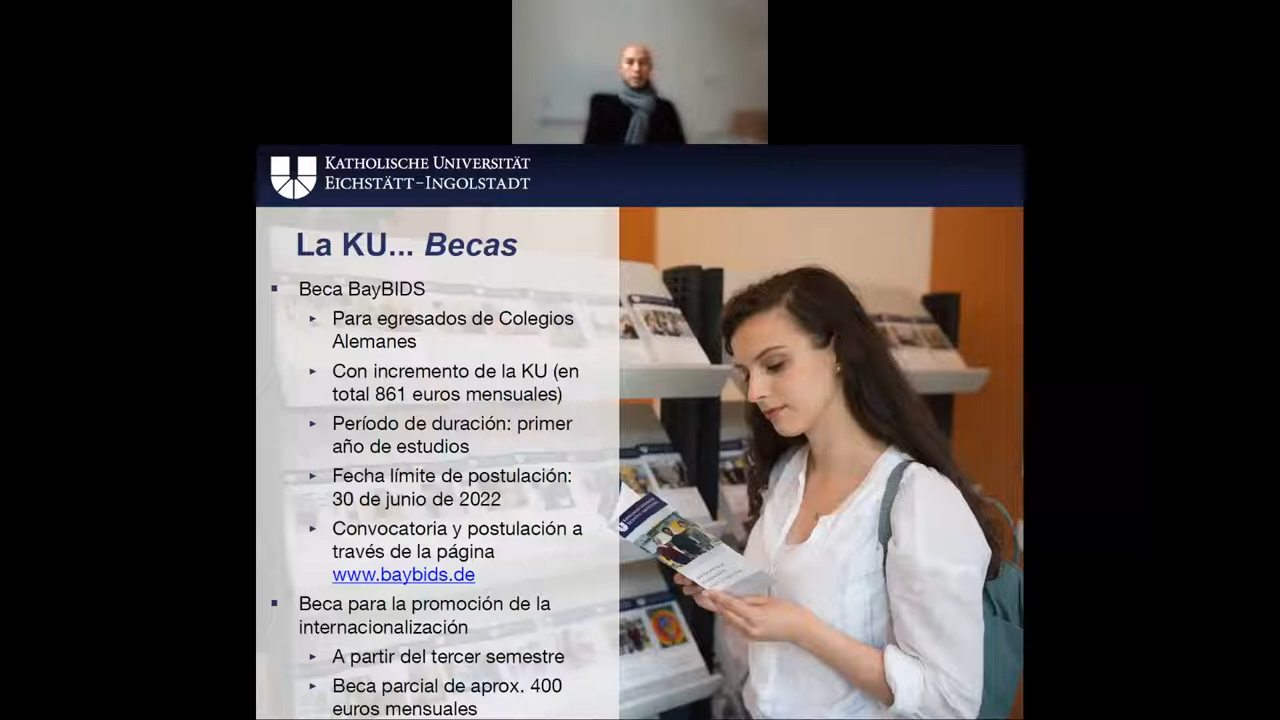 KATHOLISCHE UNIVERSITÄT
EICHSTÄTT-INGOLSTADT
La KU... Becas
Beca BayBIDS
Para egresados de Colegios
Alemanes
Con incremento de la KU (en
total 861 euros mensuales)
Período de duración: primer
año de estudios
Fecha límite de postulación:
30 de junio de 2022
Convocatoria y postulación a
través de la página
www.baybids.de
Beca para la promoción de la
internacionalización
A partir del tercer semestre
Beca parcial de aprox. 400
euros mensuales